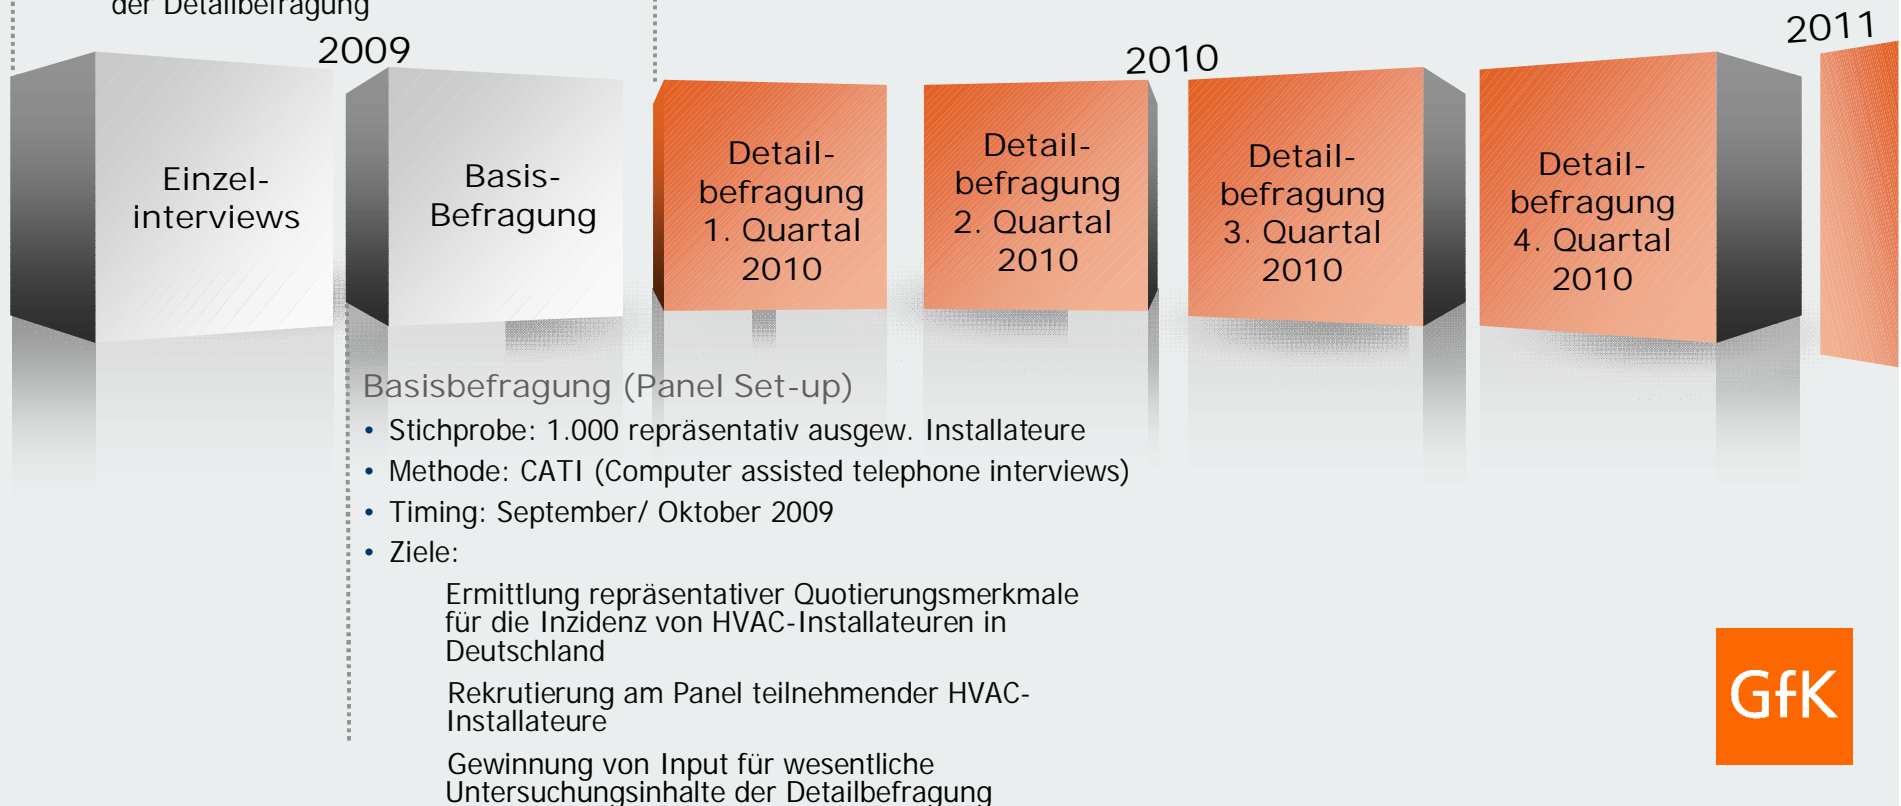 der Detailbefragung
2009
2010
2011
Einzel-
interviews
Basis-
Befragung
Detail-
befragung
1. Quartal
2010
Detail-
befragung
2. Quartal
2010
Detail-
befragung
3. Quartal
2010
Detail-
befragung
4. Quartal
2010
Basisbefragung (Panel Set-up)
• Stichprobe: 1.000 repräsentativ ausgew. Installateure
• Methode: CATI (Computer assisted telephone interviews)
• Timing: September/ Oktober 2009
• Ziele:
Ermittlung repräsentativer Quotierungsmerkmale
für die Inzidenz von HVAC-Installateuren in
Deutschland
Rekrutierung am Panel teilnehmender HVAC-
Installateure
Gewinnung von Input für wesentliche
Untersuchungsinhalte der Detailbefragung
GfK